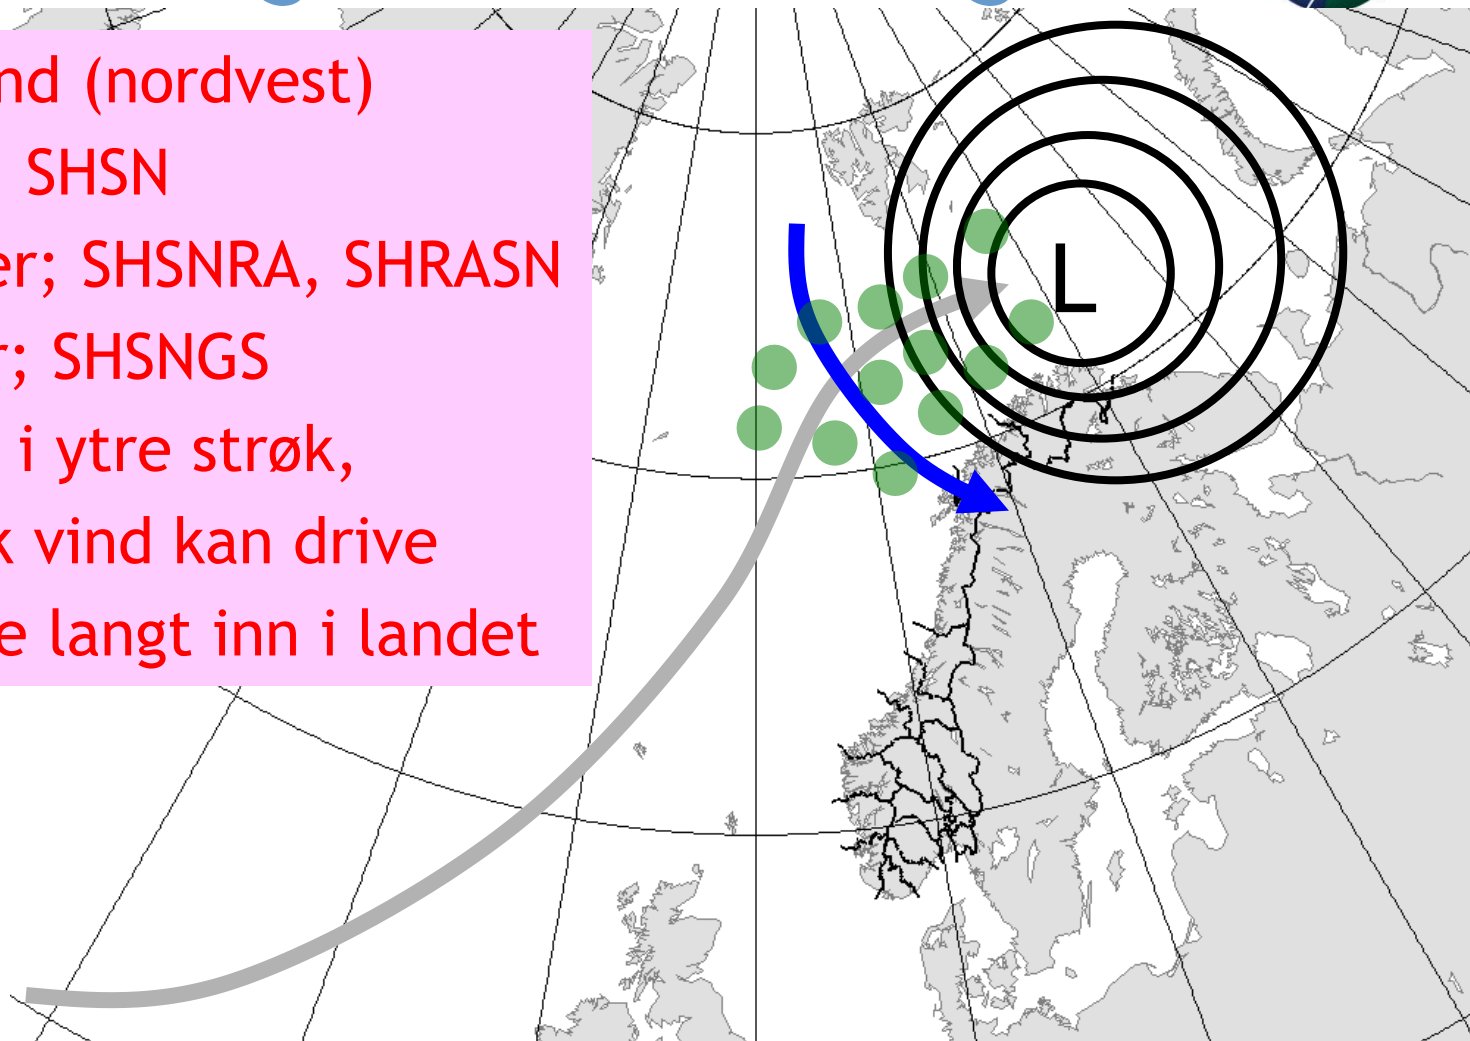 nd (nordvest)
SHSN
er; SHSNRA, SHRASN
r; SHSNGS
i ytre strøk,
k vind kan drive
e langt inn i landet
L